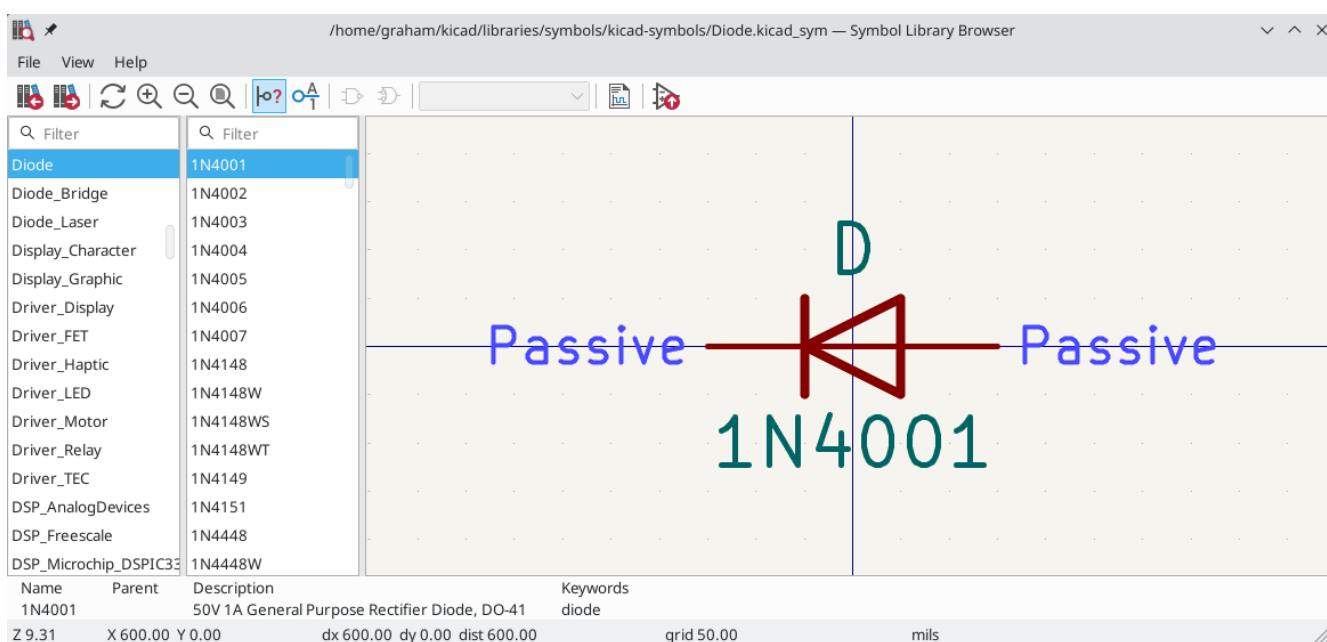 /home/graham/kicad/libraries/symbols/kicad-symbols/Diode.kicad_sym — Symbol Library Browser
File View Help
Filter
Diode
Diode_Bridge
Diode_Laser
Display_Character
Display_Graphic
Driver_Display
Driver_FET
Driver_Haptic
Driver_LED
Driver_Motor
Driver_Relay
Driver_TEC
DSP_AnalogDevices
DSP_Freescale
DSP_Microchip_DSPIC33
Filter
1N4001
1N4002
1N4003
1N4004
1N4005
1N4006
1N4007
1N4148
1N4148W
1N4148WS
1N4148WT
1N4149
1N4151
1N4448
1N4448W
D
Passive Passive
1N4001
Name Parent Description Keywords
1N4001 50V 1A General Purpose Rectifier Diode, DO-41 diode
Z 9.31 X 600.00 Y 0.00 dx 600.00 dy 0.00 dist 600.00 grid 50.00 mils